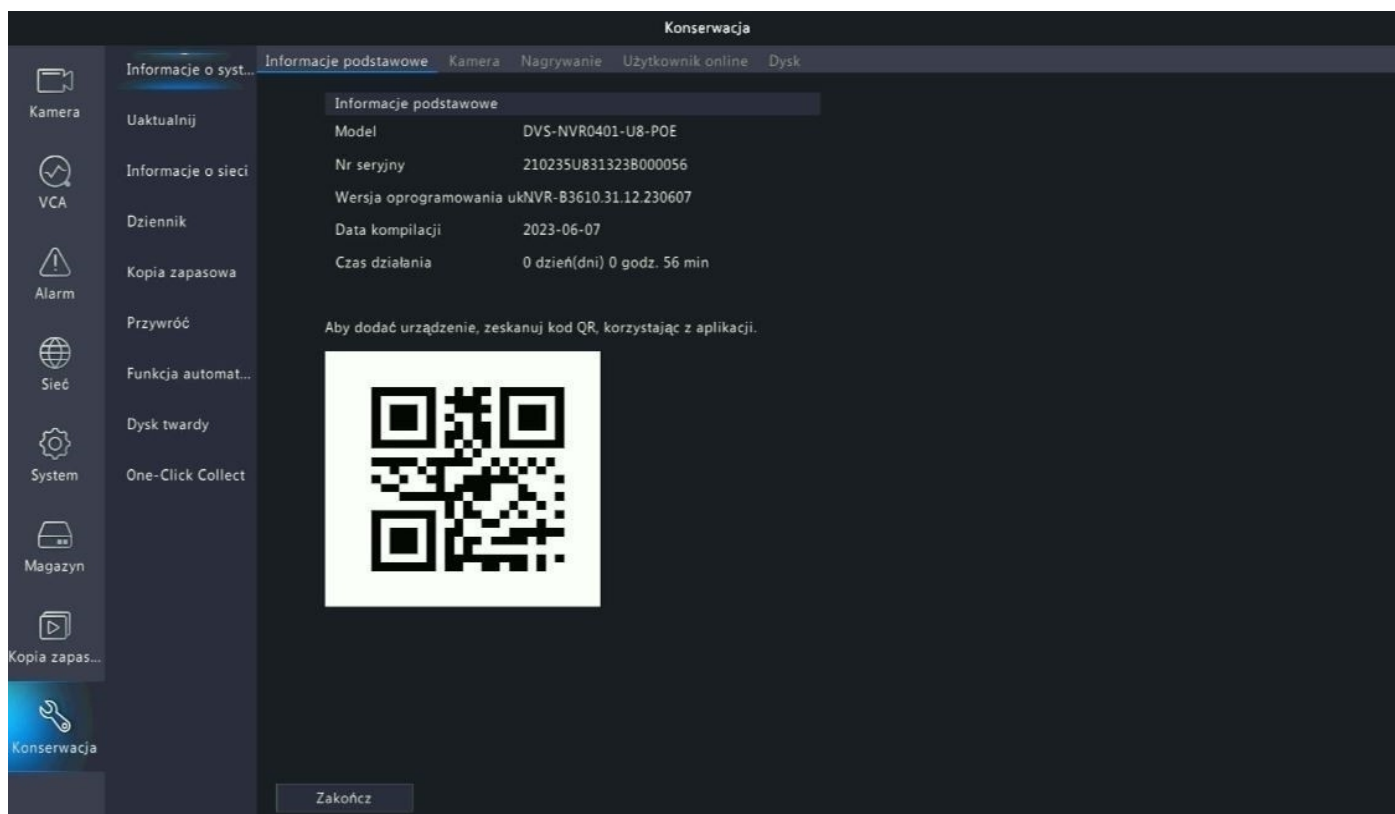 Konserwacja
Informacje o syst...
Informacje podstawowe
Kamera
Nagrywanie
Użytkownik online
Dysk
Kamera
VCA
Alarm
Sieć
System
Magazyn
Kopia zapas...
Konserwacja
Uaktualnij
Informacje o sieci
Dziennik
Kopia zapasowa
Przywróć
Funkcja automat...
Dysk twardy
One-Click Collect
Informacje podstawowe
Model DVS-NVR0401-U8-POE
Nr seryjny 210235U831323B000056
Wersja oprogramowania ukNVR-B3610.31.12.230607
Data kompilacji 2023-06-07
Czas działania 0 dzień(dni) 0 godz. 56 min
Aby dodać urządzenie, zeskanuj kod QR, korzystając z aplikacji.
Zakończ